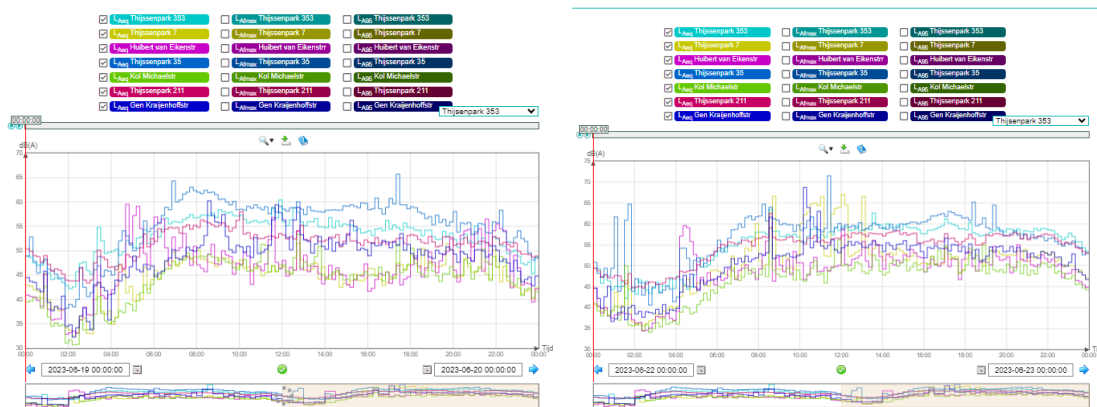 LAeq Thijssenpark 353 LAfmax Thijssenpark 353 LA95 Thijssenpark 353
LAeq Thijssenpark 7 LAfmax Thijssenpark 7 LA95 Thijssenpark 7
LAeq Huibert van Eikenstr LAfmax Huibert van Eikenstr LA95 Huibert van Eikenstr
LAeq Thijssenpark 35 LAfmax Thijssenpark 35 LA95 Thijssenpark 35
LAeq Kol Michaelstr LAfmax Kol Michaelstr LA95 Kol Michaelstr
LAeq Thijssenpark 211 LAfmax Thijssenpark 211 LA95 Thijssenpark 211
LAeq Gen Kraijenhoffstr LAfmax Gen Kraijenhoffstr LA95 Gen Kraijenhoffstr
Thijsenpark 353
00:00:00
dB(A)
70
65
60
55
50
45
40
35
30
Tijd
00:00 02:00 04:00 06:00 08:00 10:00 12:00 14:00 16:00 18:00 20:00 22:00 00:00
2023-06-19 00:00:00 2023-06-20 00:00:00
LAeq Thijssenpark 353 LAfmax Thijssenpark 353 LA95 Thijssenpark 353
LAeq Thijssenpark 7 LAfmax Thijssenpark 7 LA95 Thijssenpark 7
LAeq Huibert van Eikenstr LAfmax Huibert van Eikenstr LA95 Huibert van Eikenstr
LAeq Thijssenpark 35 LAfmax Thijssenpark 35 LA95 Thijssenpark 35
LAeq Kol Michaelstr LAfmax Kol Michaelstr LA95 Kol Michaelstr
LAeq Thijssenpark 211 LAfmax Thijssenpark 211 LA95 Thijssenpark 211
LAeq Gen Kraijenhoffstr LAfmax Gen Kraijenhoffstr LA95 Gen Kraijenhoffstr
Thijsenpark 353
00:00:00
dB(A)
75
70
65
60
55
50
45
40
35
30
Ti
00:00 02:00 04:00 06:00 08:00 10:00 12:00 14:00 16:00 18:00 20:00 22:00 00:0
2023-06-22 00:00:00 2023-06-23 00:00:00